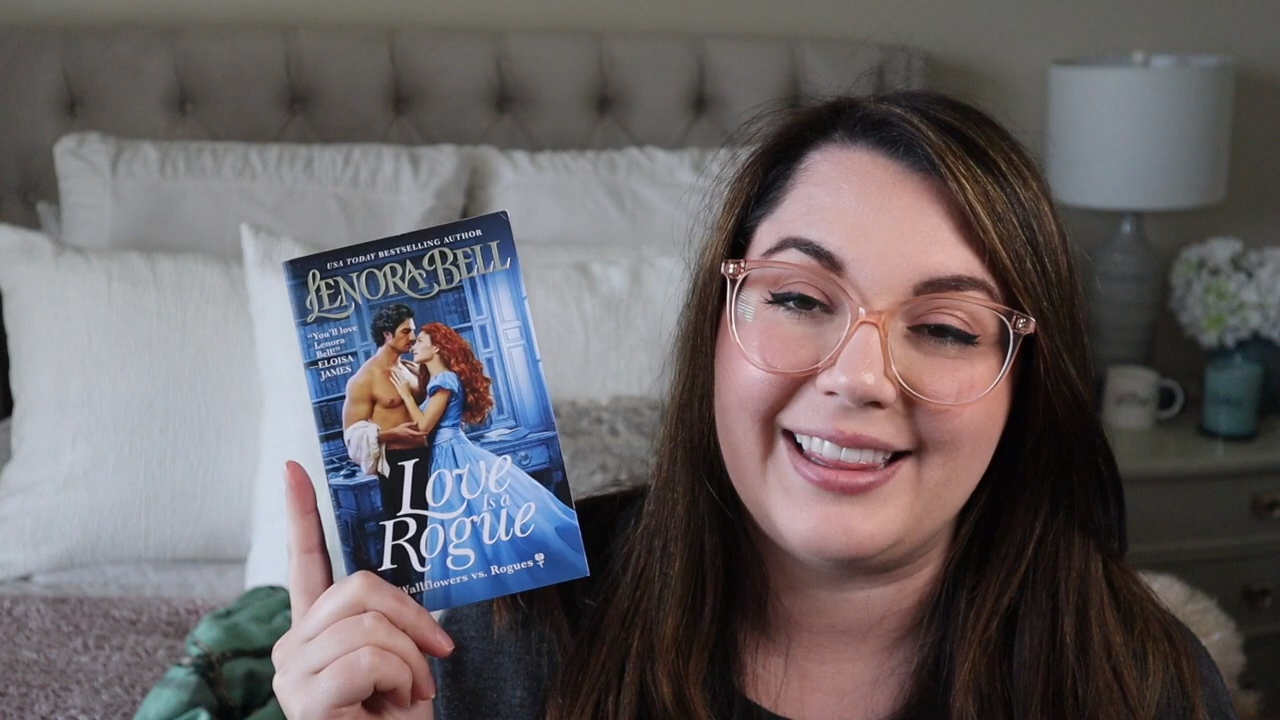 USA TODAY BESTSELLING AUTHOR
LENORA BELL
"You'll love
Lenora
Bell!"
—ELOISA
JAMES
Love
Is a
Rogue
Wallflowers vs. Rogues